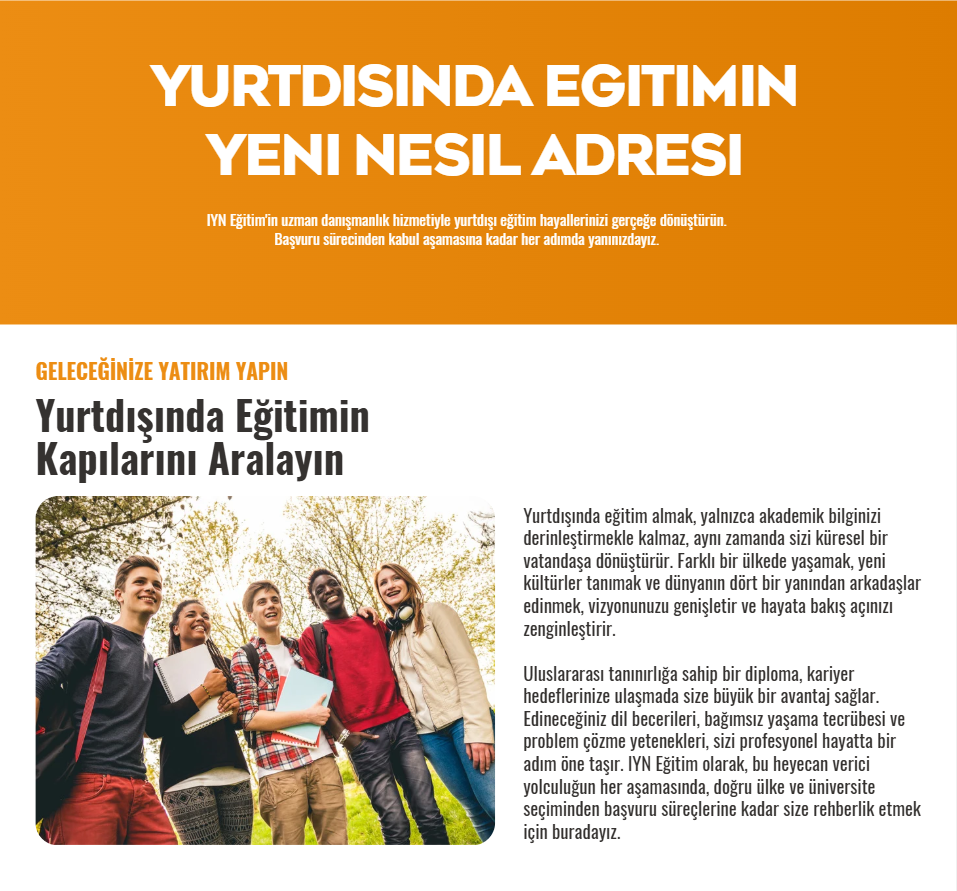 YURTDISINDA EGITIMIN
YENI NESIL ADRESI
IYN Eğitim'in uzman danışmanlık hizmetiyle yurtdışı eğitim hayallerinizi gerçeğe dönüştürün.
Başvuru sürecinden kabul aşamasına kadar her adımda yanınızdayız.
GELECEĞİNİZE YATIRIM YAPIN
Yurtdışında Eğitimin
Kapılarını Aralayın
Yurtdışında eğitim almak, yalnızca akademik bilginizi
derinleştirmekle kalmaz, aynı zamanda sizi küresel bir
vatandaşa dönüştürür. Farklı bir ülkede yaşamak, yeni
kültürler tanımak ve dünyanın dört bir yanından arkadaşlar
edinmek, vizyonunuzu genişletir ve hayata bakış açınızı
zenginleştirir.
Uluslararası tanınırlığa sahip bir diploma, kariyer
hedeflerinize ulaşmada size büyük bir avantaj sağlar.
Edineceğiniz dil becerileri, bağımsız yaşama tecrübesi ve
problem çözme yetenekleri, sizi profesyonel hayatta bir
adım öne taşır. IYN Eğitim olarak, bu heyecan verici
yolculuğun her aşamasında, doğru ülke ve üniversite
seçiminden başvuru süreçlerine kadar size rehberlik etmek
için buradayız.